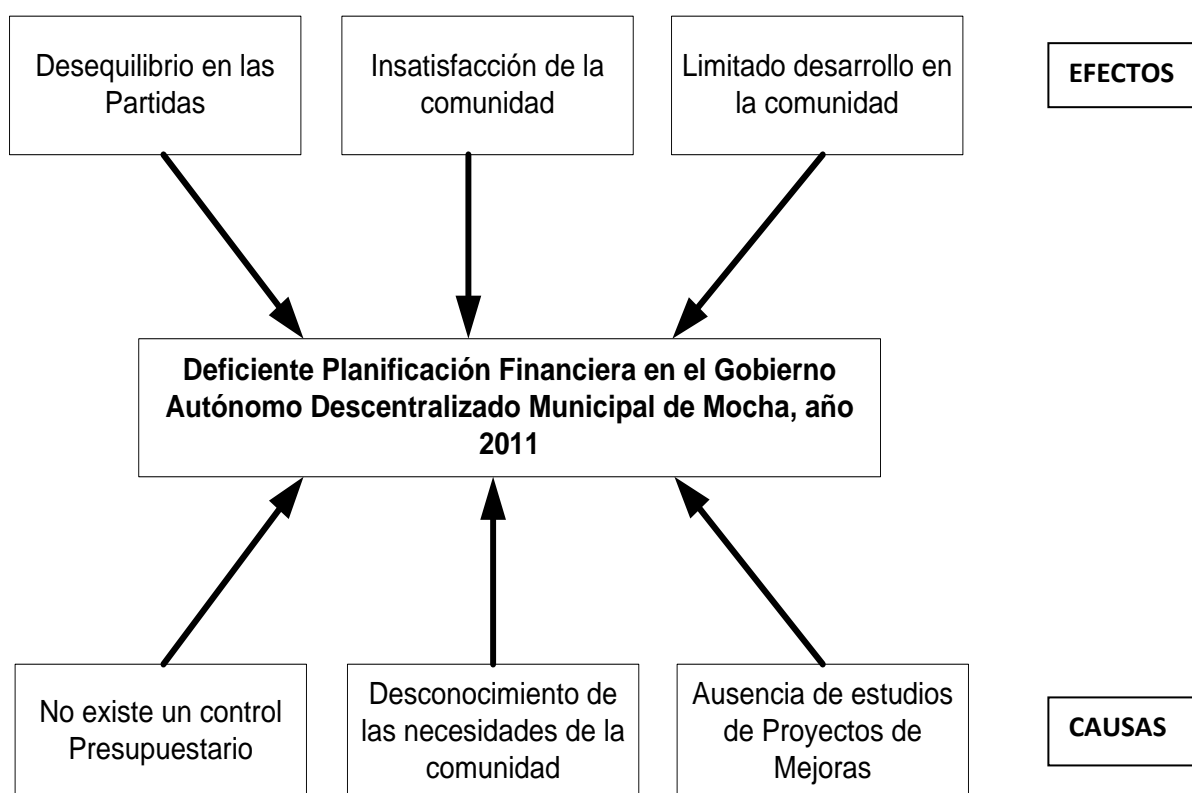 Desequilibrio en las
Partidas
Insatisfacción de la
comunidad
Limitado desarrollo en
la comunidad
EFECTOS
Deficiente Planificación Financiera en el Gobierno
Autónomo Descentralizado Municipal de Mocha, año
2011
No existe un control
Presupuestario
Desconocimiento de
las necesidades de la
comunidad
Ausencia de estudios
de Proyectos de
Mejoras
CAUSAS